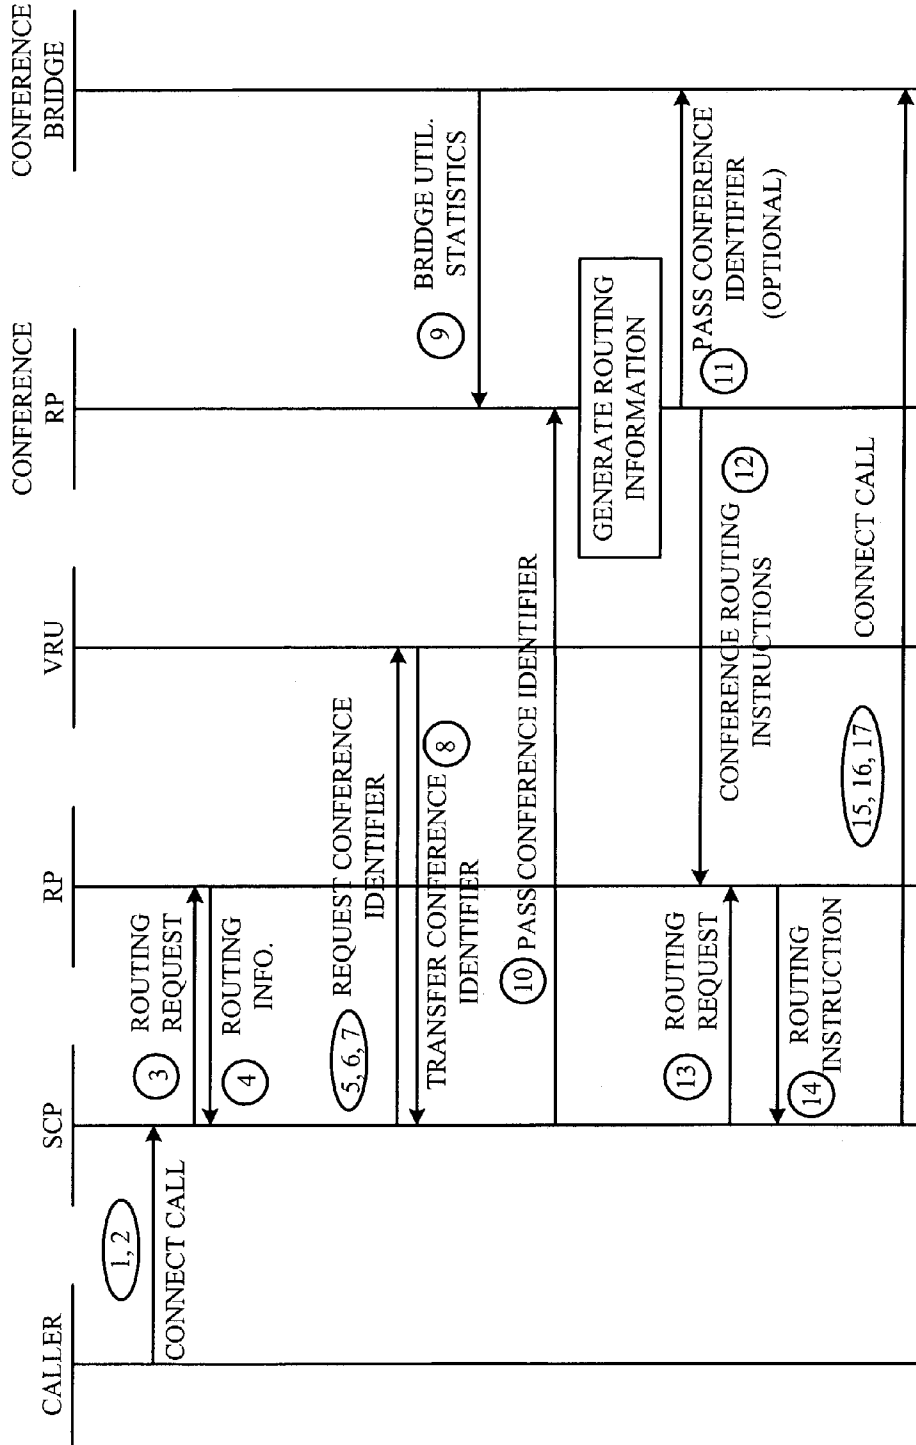 CALLER
SCP
RP
VRU
CONFERENCE
RP
CONFERENCE
BRIDGE
1, 2
CONNECT CALL
3
ROUTING
REQUEST
4
ROUTING
INFO.
5, 6, 7
REQUEST CONFERENCE
IDENTIFIER
TRANSFER CONFERENCE
IDENTIFIER
8
9
BRIDGE UTIL.
STATISTICS
10
PASS CONFERENCE IDENTIFIER
GENERATE ROUTING
INFORMATION
11
PASS CONFERENCE
IDENTIFIER
(OPTIONAL)
CONFERENCE ROUTING
INSTRUCTIONS
12
13
ROUTING
REQUEST
14
ROUTING
INSTRUCTION
15, 16, 17
CONNECT CALL